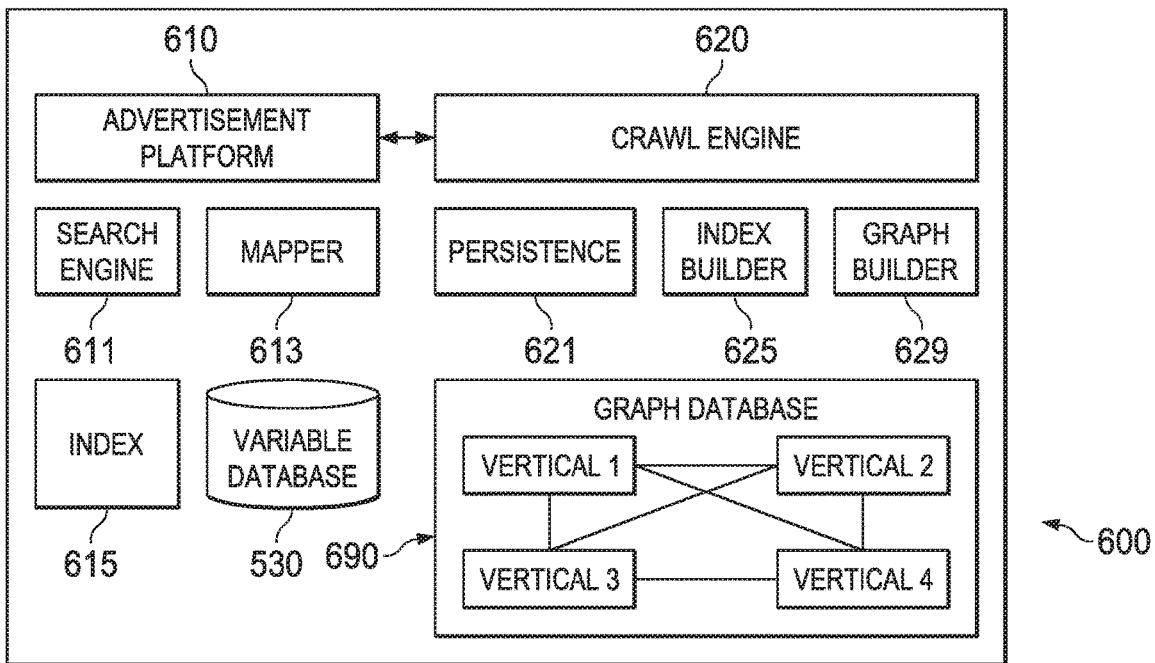 610
620
ADVERTISEMENT
PLATFORM
CRAWL ENGINE
SEARCH
ENGINE
MAPPER
PERSISTENCE
INDEX
BUILDER
GRAPH
BUILDER
611
613
621
625
629
INDEX
VARIABLE
DATABASE
GRAPH DATABASE
VERTICAL 1
VERTICAL 2
VERTICAL 3
VERTICAL 4
615
530
690
600